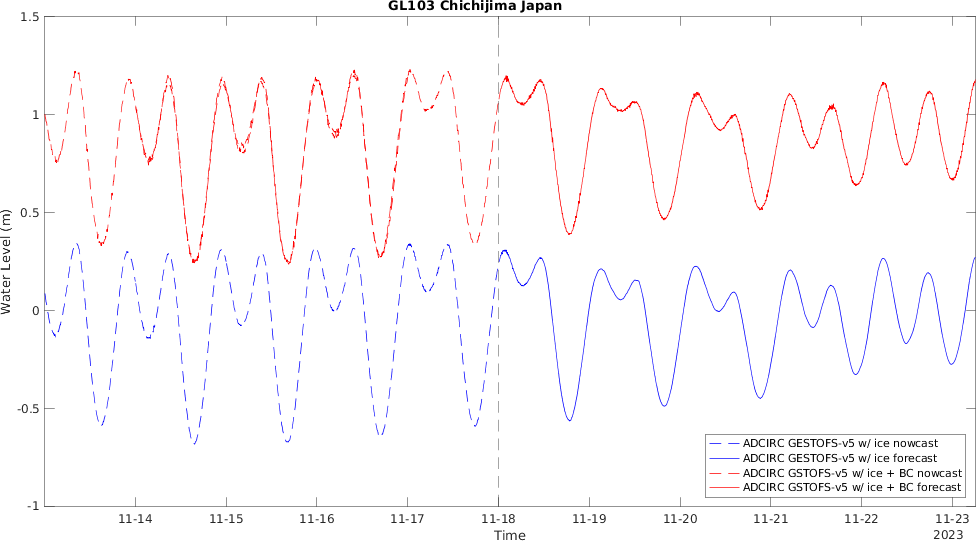 GL103 Chichijima Japan
1.5
1
0.5
0
-0.5
-1
Water Level (m)
ADCIRC GESTOFS-v5 w/ ice nowcast
ADCIRC GESTOFS-v5 w/ ice forecast
ADCIRC GSTOFS-v5 w/ ice + BC nowcast
ADCIRC GSTOFS-v5 w/ ice + BC forecast
11-14 11-15 11-16 11-17 11-18 11-19 11-20 11-21 11-22 11-23
Time 2023